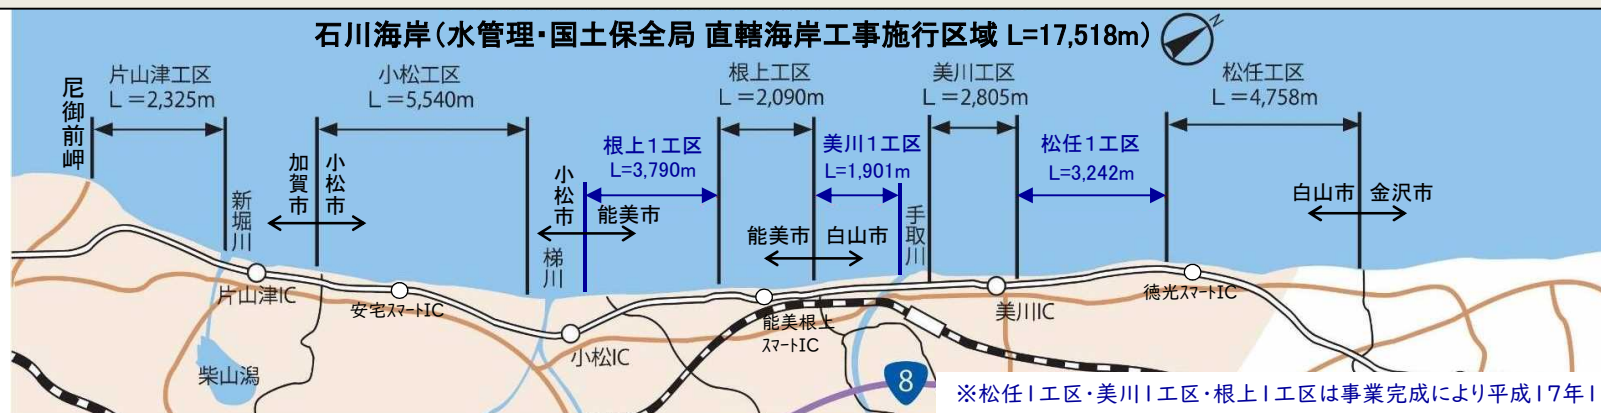 石川海岸(水管理・国土保全局 直轄海岸工事施行区域 L=17,518m)
N
尼御前岬
片山津工区
L＝2,325m
小松工区
L＝5,540m
根上工区
L＝2,090m
美川工区
L＝2,805m
松任工区
L＝4,758m
根上1工区
L=3,790m
美川1工区
L=1,901m
松任1工区
L=3,242m
加賀市
小松市
小松市
能美市
能美市
白山市
白山市
金沢市
新堀川
梯川
手取川
片山津IC
安宅スマートIC
小松IC
能美根上
スマートIC
美川IC
徳光スマートIC
柴山潟
8
※松任1工区・美川1工区・根上1工区は事業完成により平成17年1